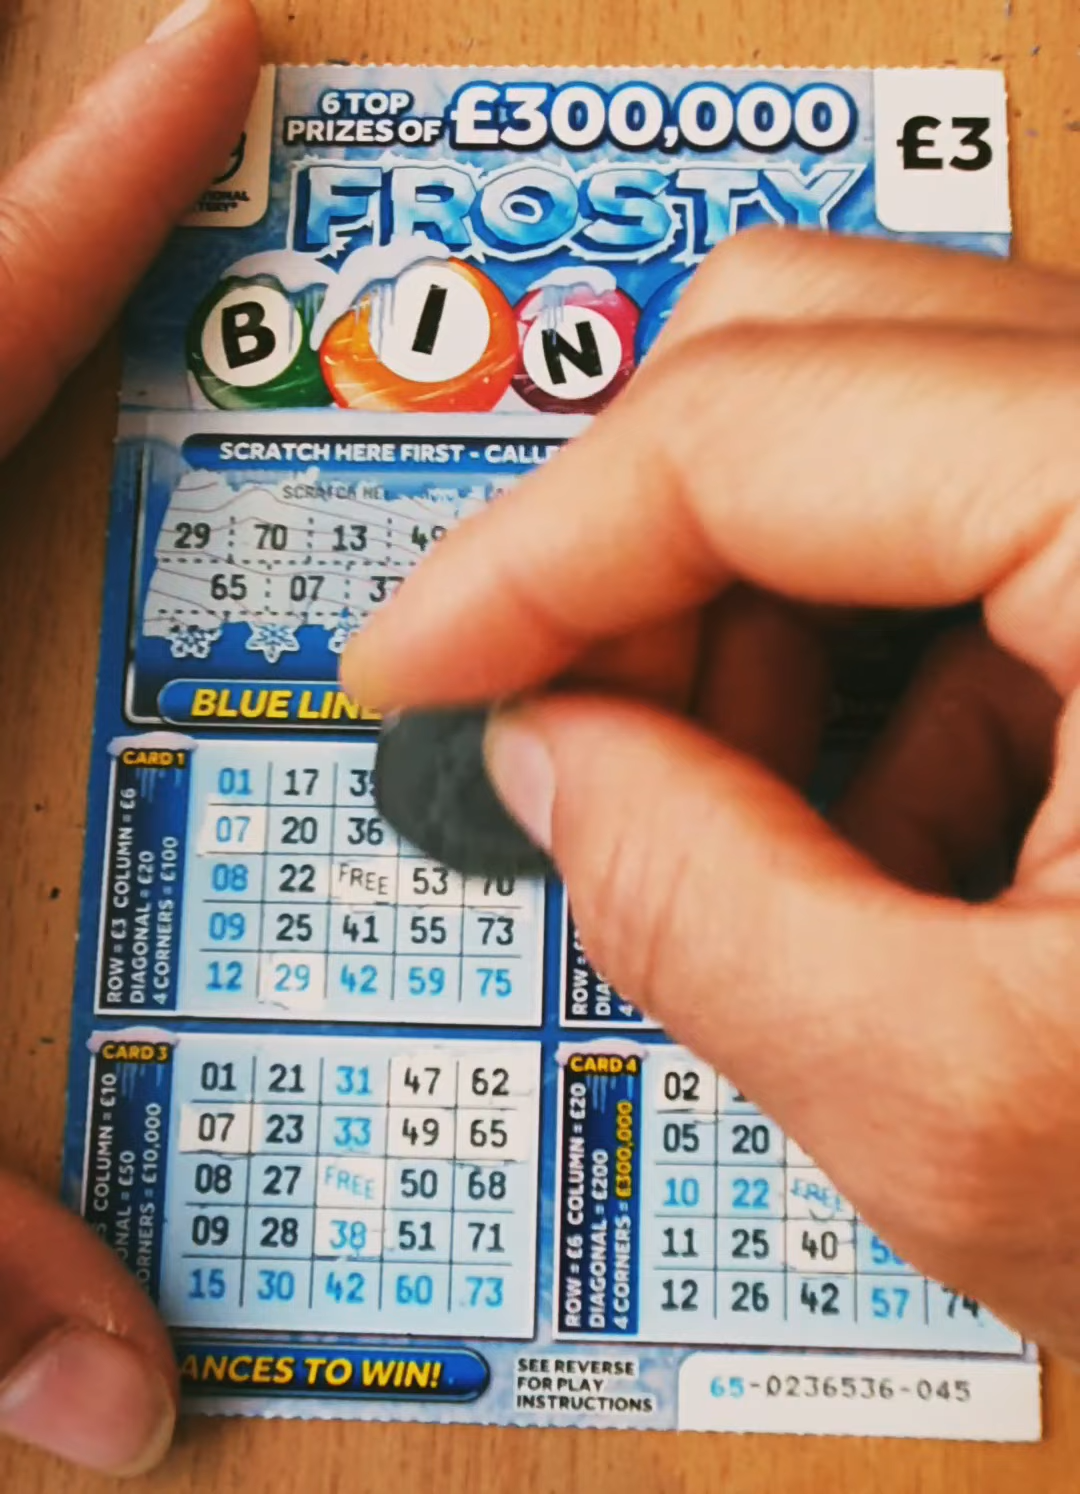 6 TOP
PRIZES OF £300,000
£3
FROSTY
B I N
SCRATCH HERE FIRST -
29 70 13
65 07
BLUE
CARD 1
ROW = £3 COLUMN = £6
DIAGONAL = £20
4 CORNERS = £100
01 17
07 20 36
08 22 FREE 53 70
09 25 41 55 73
12 29 42 59 75
CARD 3
COLUMN = £10
= £50
= £10,000
01 21 31 47 62
07 23 33 49 65
08 27 FREE 50 68
09 28 38 51 71
15 30 42 60 73
CARD 4
ROW = £6 COLUMN = £20
DIAGONAL = £200
4 CORNERS = £300,000
02
05 20
10 22 FREE
11 25 40
12 26 42 57 74
TO WIN!
SEE REVERSE
FOR PLAY
INSTRUCTIONS
65-0236536-045